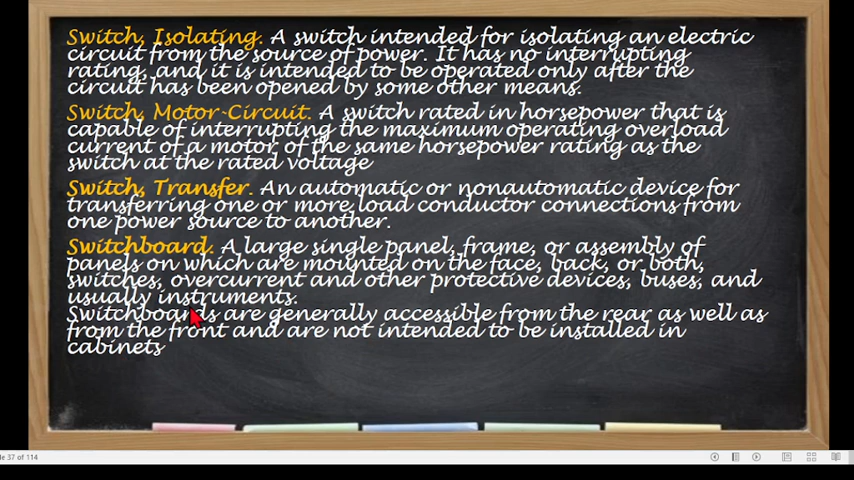 Switch, Isolating. A switch intended for isolating an electric
circuit from the source of power. It has no interrupting
rating, and it is intended to be operated only after the
circuit has been opened by some other means.
Switch, Motor-Circuit. A switch rated in horsepower that is
capable of interrupting the maximum operating overload
current of a motor of the same horsepower rating as the
switch at the rated voltage
Switch, Transfer. An automatic or nonautomatic device for
transferring one or more load conductor connections from
one power source to another.
Switchboard. A large single panel, frame, or assembly of
panels on which are mounted on the face, back, or both,
switches, overcurrent and other protective devices, buses, and
usually instruments.
Switchboards are generally accessible from the rear as well as
from the front and are not intended to be installed in
cabinets
37 of 114